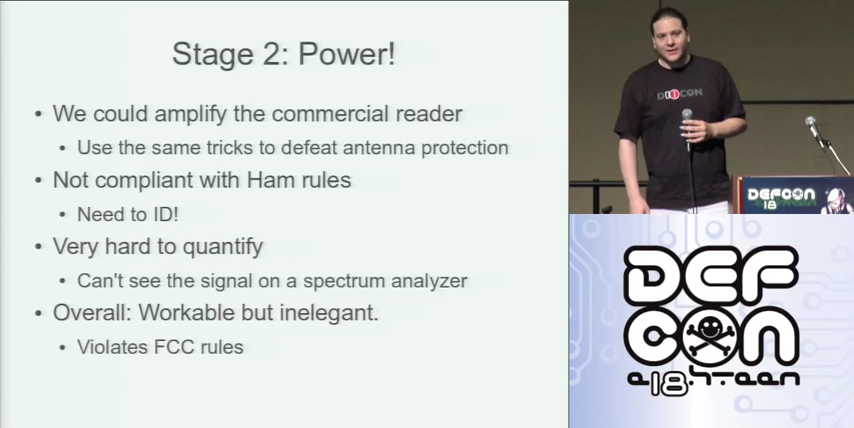 Stage 2: Power!
• We could amplify the commercial reader
• Use the same tricks to defeat antenna protection
• Not compliant with Ham rules
• Need to ID!
• Very hard to quantify
• Can't see the signal on a spectrum analyzer
• Overall: Workable but inelegant.
• Violates FCC rules
DEFCON
DEFCON
18
DEF
CON
e18hteen